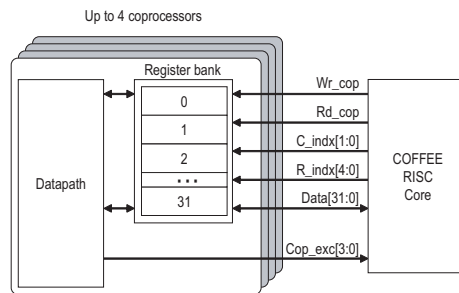 Up to 4 coprocessors
Register bank
0
1
2
...
31
Datapath
Wr_cop
Rd_cop
C_indx[1:0]
R_indx[4:0]
Data[31:0]
Cop_exc[3:0]
COFFEE
RISC
Core